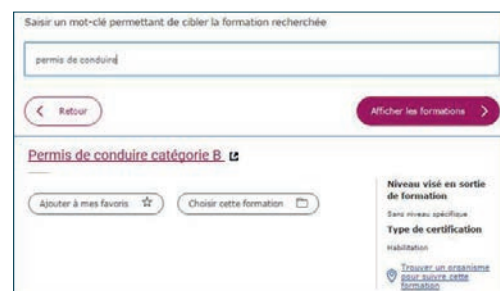 Saisir un mot-clé permettant de cibler la formation recherchée
permis de conduire
Retour
Afficher les formations
Permis de conduire catégorie B
Ajouter à mes favoris
Choisir cette formation
Niveau visé en sortie
de formation
Sans niveau spécifique
Type de certification
Habilitation
Trouver un organisme
pour suivre cette
formation